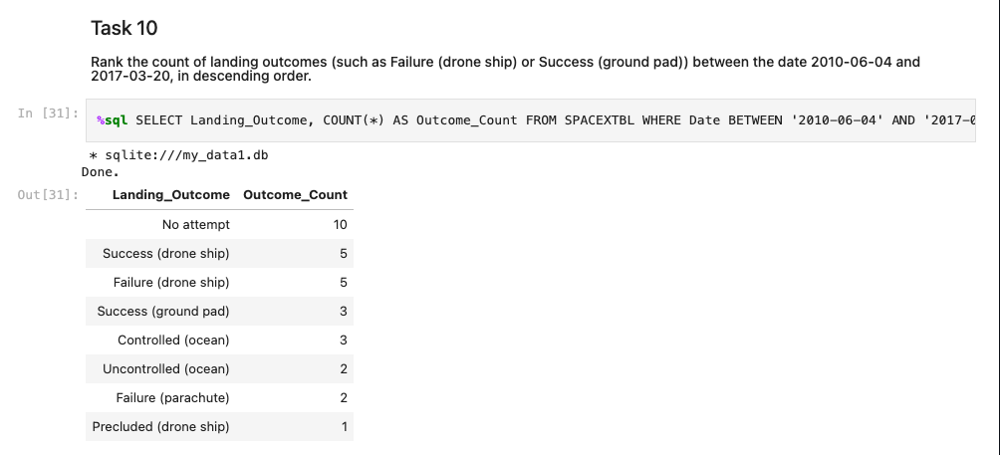 Task 10
Rank the count of landing outcomes (such as Failure (drone ship) or Success (ground pad)) between the date 2010-06-04 and
2017-03-20, in descending order.
In [31]: %sql SELECT Landing_Outcome, COUNT(*) AS Outcome_Count FROM SPACEXTBL WHERE Date BETWEEN '2010-06-04' AND '2017-0
* sqlite:///my_data1.db
Done.
Out[31]: Landing_Outcome Outcome_Count
No attempt 10
Success (drone ship) 5
Failure (drone ship) 5
Success (ground pad) 3
Controlled (ocean) 3
Uncontrolled (ocean) 2
Failure (parachute) 2
Precluded (drone ship) 1